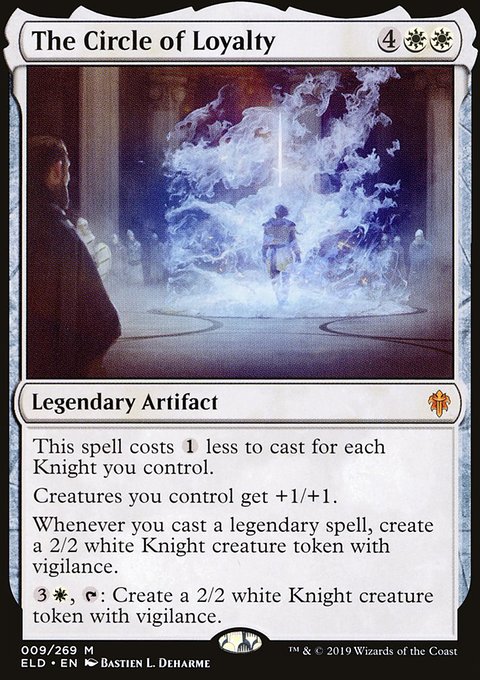 The Circle of Loyalty 4
Legendary Artifact
This spell costs 1 less to cast for each
Knight you control.
Creatures you control get +1/+1.
Whenever you cast a legendary spell, create
a 2/2 white Knight creature token with
vigilance.
3, : Create a 2/2 white Knight creature
token with vigilance.
009/269 M
ELD • EN Bastien L. Deharme
™ & © 2019 Wizards of the Coast